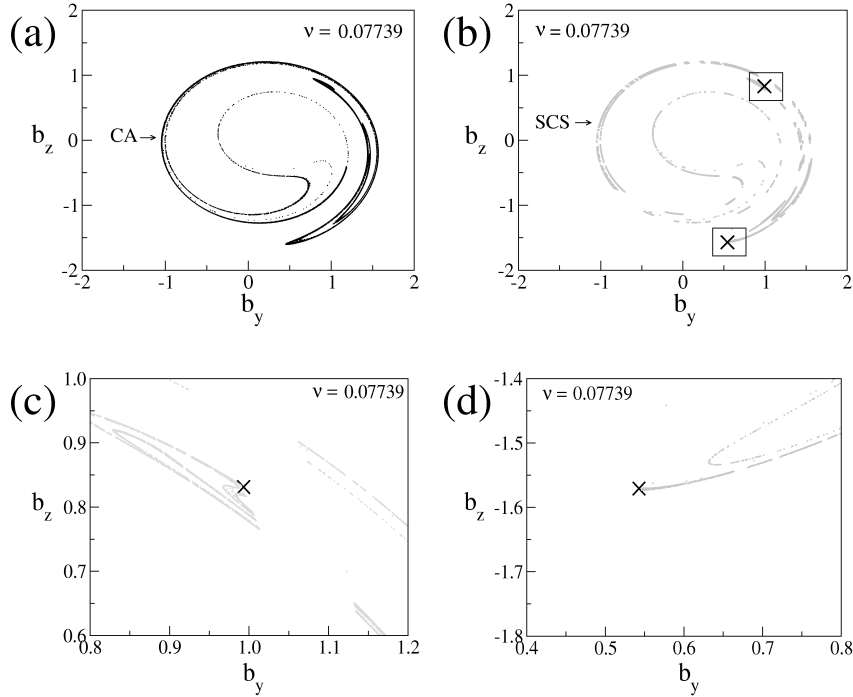 (a)
ν = 0.07739
2
1
0
-1
-2
CA
b_z
-2 -1 0 1 2
b_y
(b)
ν = 0.07739
2
1
0
-1
-2
SCS
b_z
-2 -1 0 1 2
b_y
(c)
ν = 0.07739
1.0
0.9
0.8
0.7
0.6
b_z
0.8 0.9 1.0 1.1 1.2
b_y
(d)
ν = 0.07739
-1.4
-1.5
-1.6
-1.7
-1.8
b_z
0.4 0.5 0.6 0.7 0.8
b_y